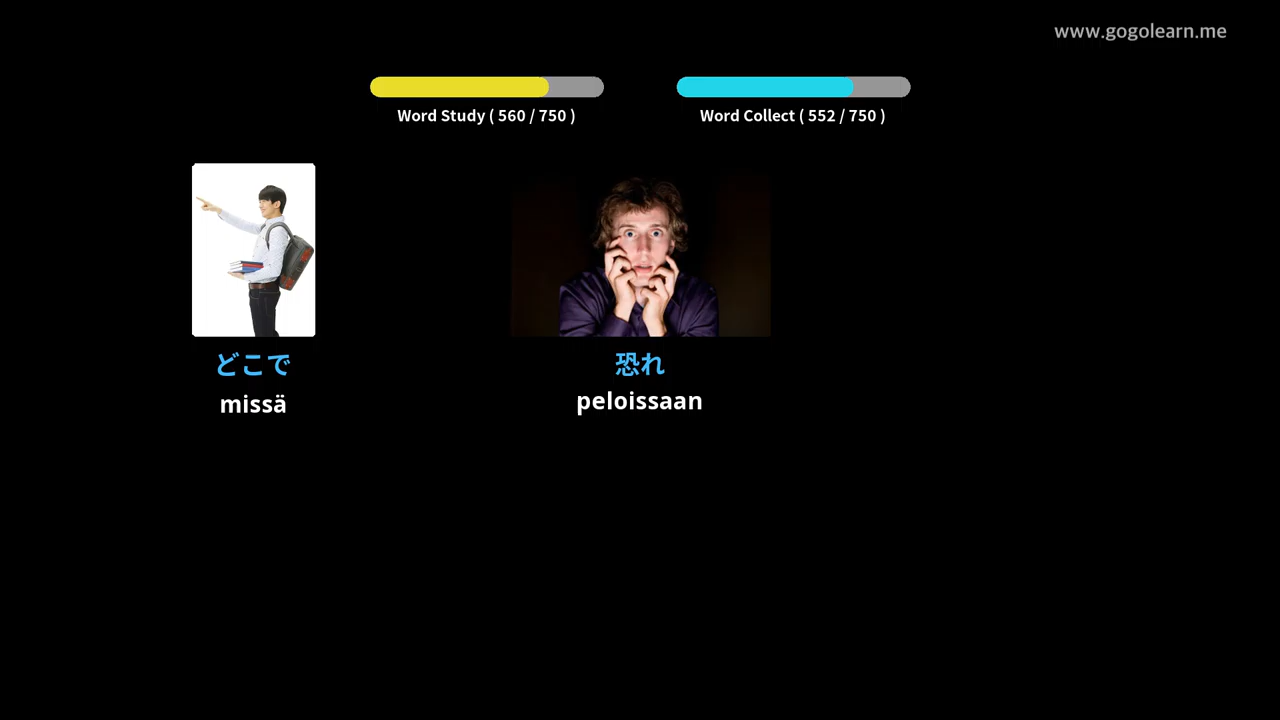 www.gogolearn.me
Word Study ( 560 / 750 )
Word Collect ( 552 / 750 )
どこで
missä
恐れ
peloissaan